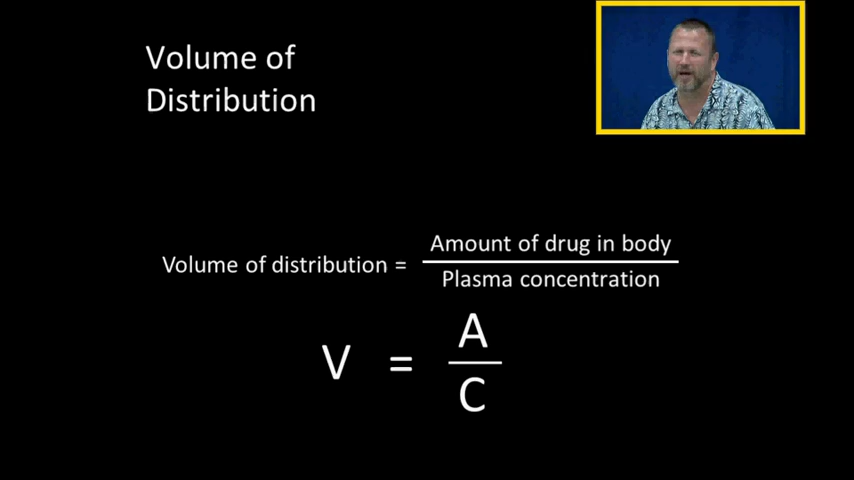 Volume of
Distribution
Volume of distribution = Amount of drug in body
Plasma concentration
V = A
C